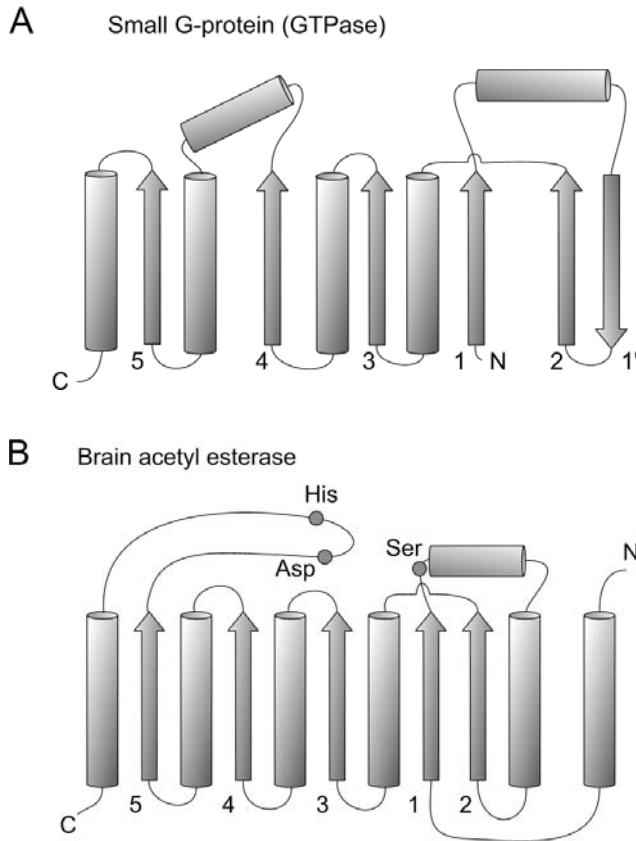 A
Small G-protein (GTPase)
C 5 4 3 1 N 2 1'
B
Brain acetyl esterase
His
Asp
Ser
N
C 5 4 3 1 2